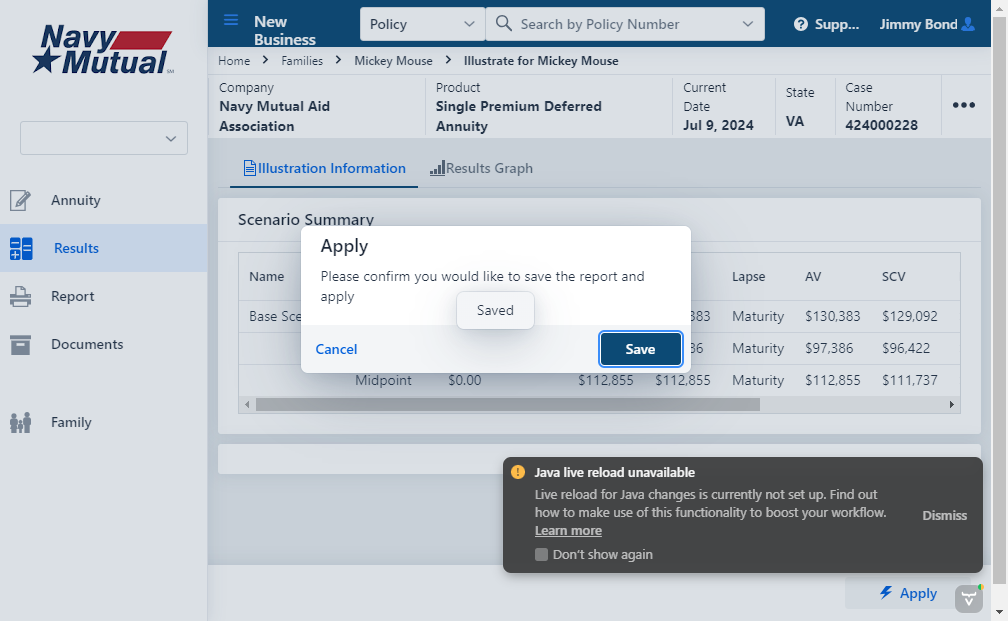 Navy
Mutual
SM
New
Business
Policy
Search by Policy Number
?
Supp...
Jimmy Bond
Home
Families
Mickey Mouse
Illustrate for Mickey Mouse
Company
Navy Mutual Aid
Association
Product
Single Premium Deferred
Annuity
Current
Date
Jul 9, 2024
State
VA
Case
Number
424000228
Annuity
Results
Report
Documents
Family
Illustration Information
Results Graph
Scenario Summary
Name
Lapse
AV
SCV
Base Sce
383
Maturity
$130,383
$129,092
86
Maturity
$97,386
$96,422
Midpoint
$0.00
$112,855
$112,855
Maturity
$112,855
$111,737
Apply
Please confirm you would like to save the report and
apply
Saved
Cancel
Save
Java live reload unavailable
Live reload for Java changes is currently not set up. Find out
how to make use of this functionality to boost your workflow.
Learn more
Don't show again
Dismiss
Apply